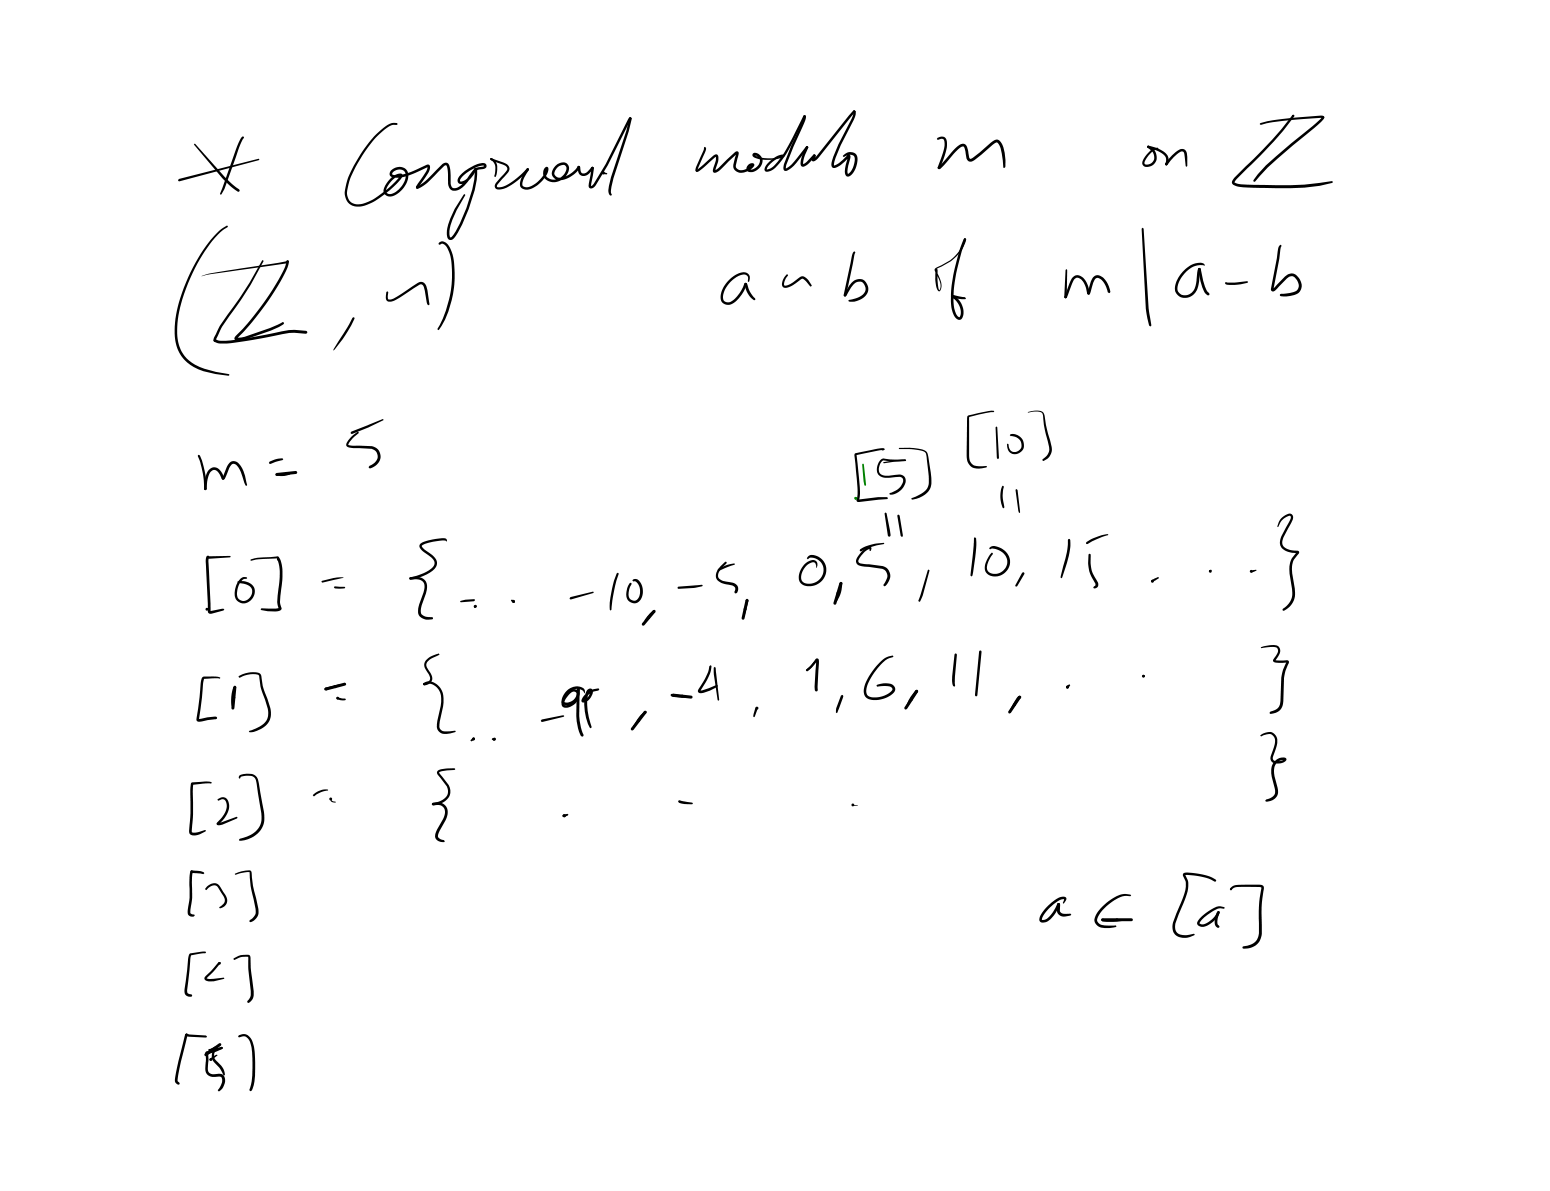 * Congruent modulo m on ℤ
(ℤ, ~) a ~ b if m | a - b
m = 5
[5] [10]
= =
[0] = {... -10, -5, 0, 5, 10, 15 ...}
[1] = {.. -9, -4, 1, 6, 11, .. }
[2] = { . - . }
[3]
a ∈ [a]
[4]
[5]